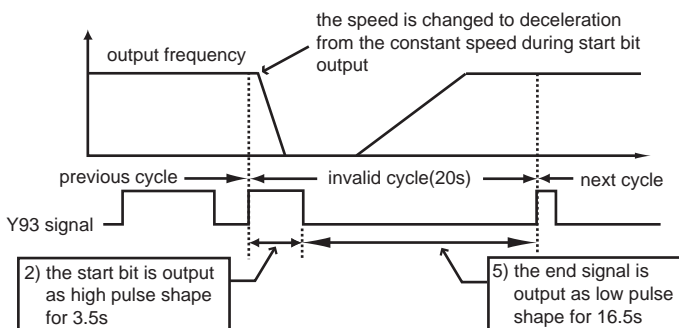 the speed is changed to deceleration
from the constant speed during start bit
output
output frequency
previous cycle
invalid cycle(20s)
next cycle
Y93 signal
2) the start bit is output
as high pulse shape
for 3.5s
5) the end signal is
output as low pulse
shape for 16.5s